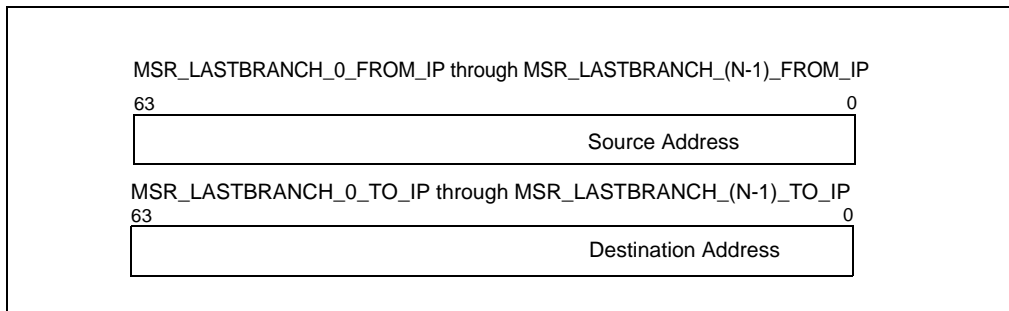 MSR_LASTBRANCH_0_FROM_IP through MSR_LASTBRANCH_(N-1)_FROM_IP
63 0
Source Address
MSR_LASTBRANCH_0_TO_IP through MSR_LASTBRANCH_(N-1)_TO_IP
63 0
Destination Address